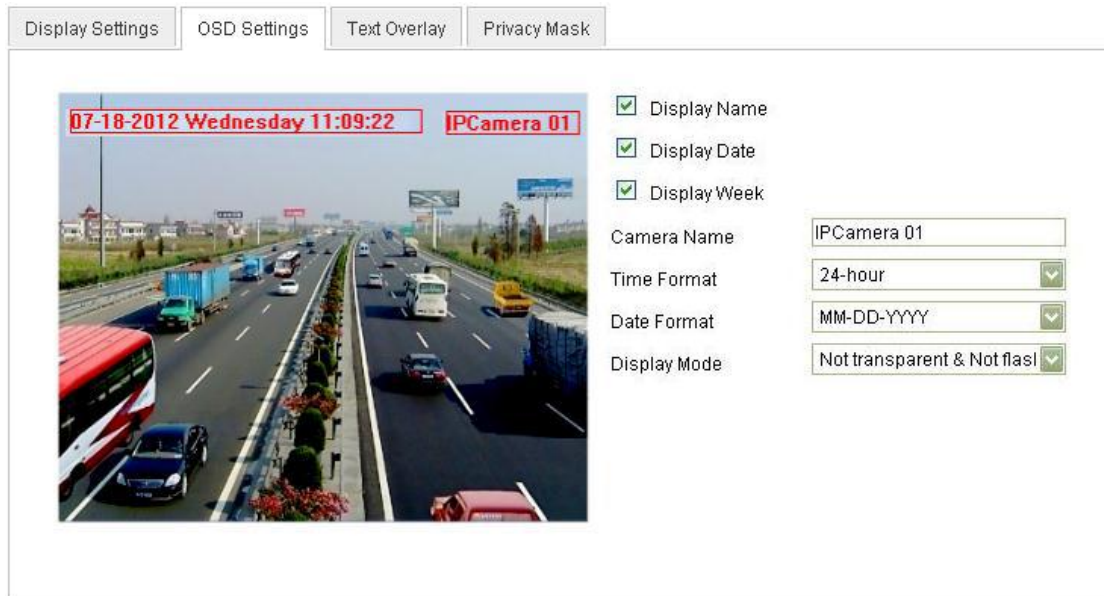 Display Settings
OSD Settings
Text Overlay
Privacy Mask
07-18-2012 Wednesday 11:09:22
IPCamera 01
Display Name
Display Date
Display Week
Camera Name
IPCamera 01
Time Format
24-hour
Date Format
MM-DD-YYYY
Display Mode
Not transparent & Not flasl